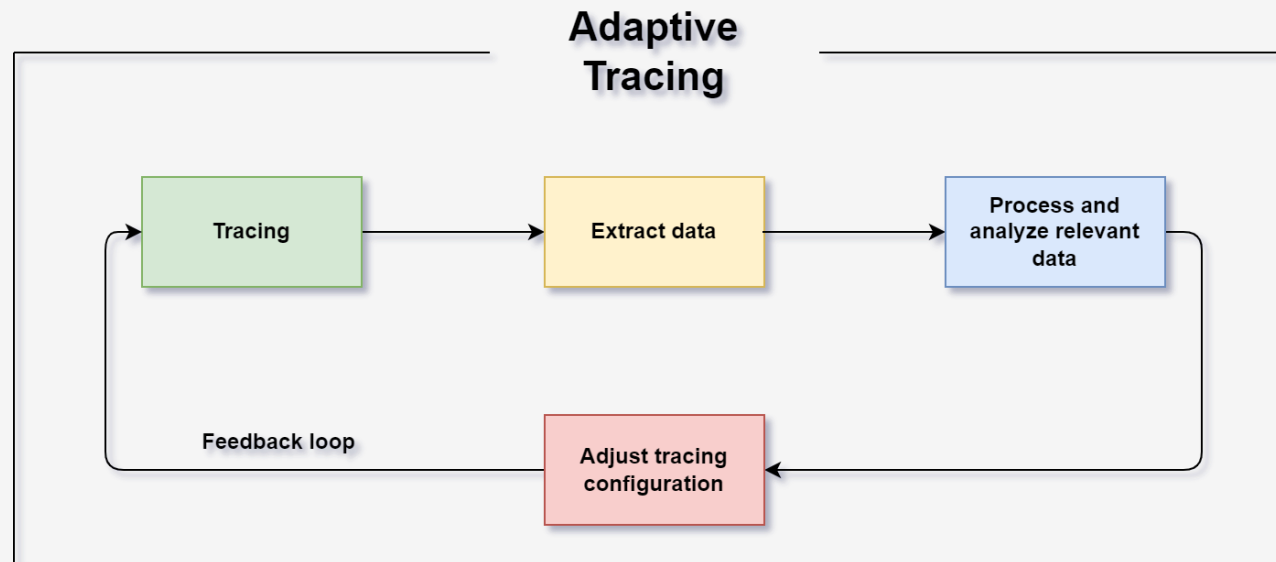 Adaptive
Tracing
Tracing
Extract data
Process and
analyze relevant
data
Feedback loop
Adjust tracing
configuration